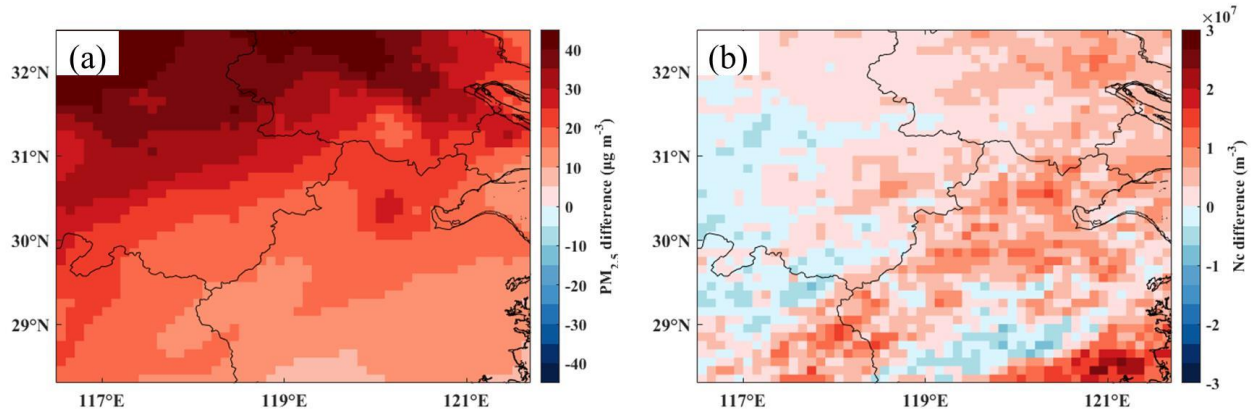 (a)
32°N
31°N
30°N
29°N
117°E 119°E 121°E
40
30
20
10
0
-10
-20
-30
-40
PM2.5 difference (μg m⁻³)
(b)
32°N
31°N
30°N
29°N
117°E 119°E 121°E
×10⁷
3
2
1
0
-1
-2
-3
Nc difference (m⁻³)